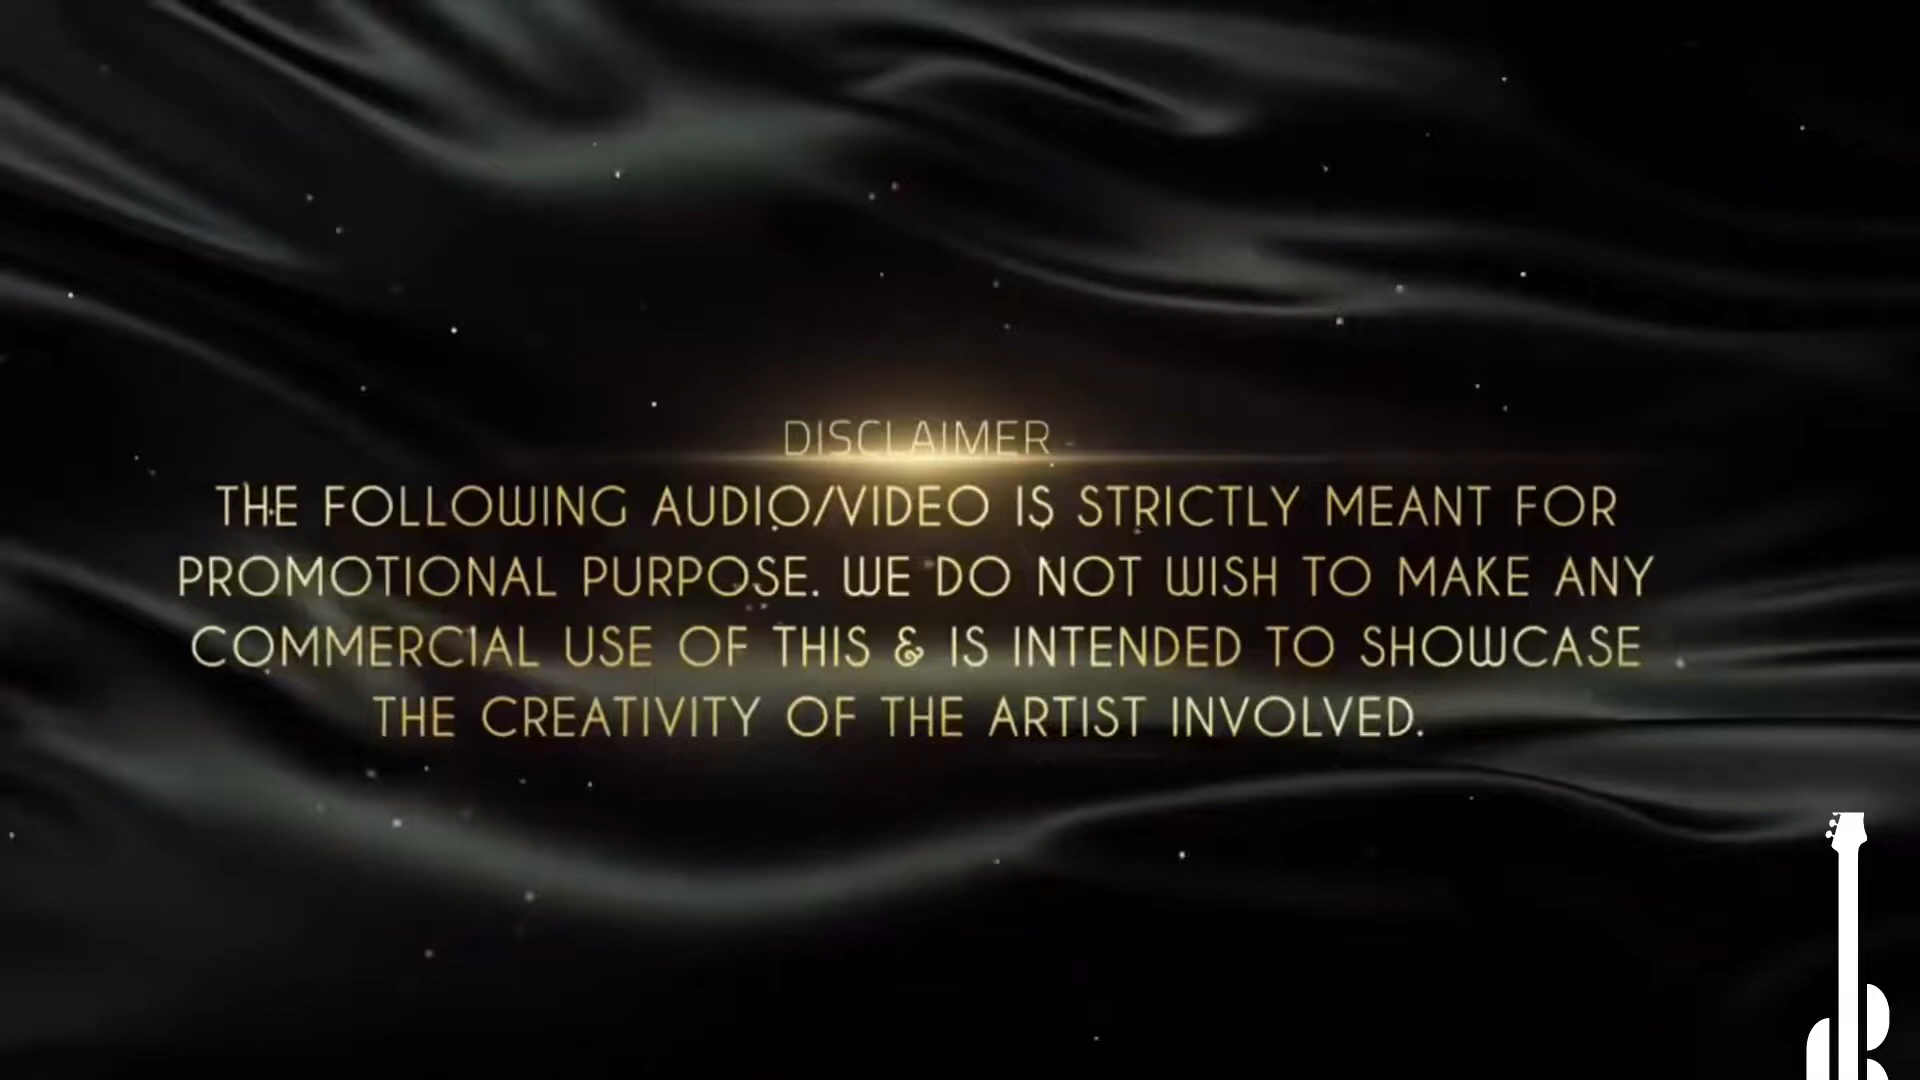 DISCLAIMER
THE FOLLOWING AUDIO/VIDEO IS STRICTLY MEANT FOR
PROMOTIONAL PURPOSE. WE DO NOT WISH TO MAKE ANY
COMMERCIAL USE OF THIS & IS INTENDED TO SHOWCASE
THE CREATIVITY OF THE ARTIST INVOLVED.